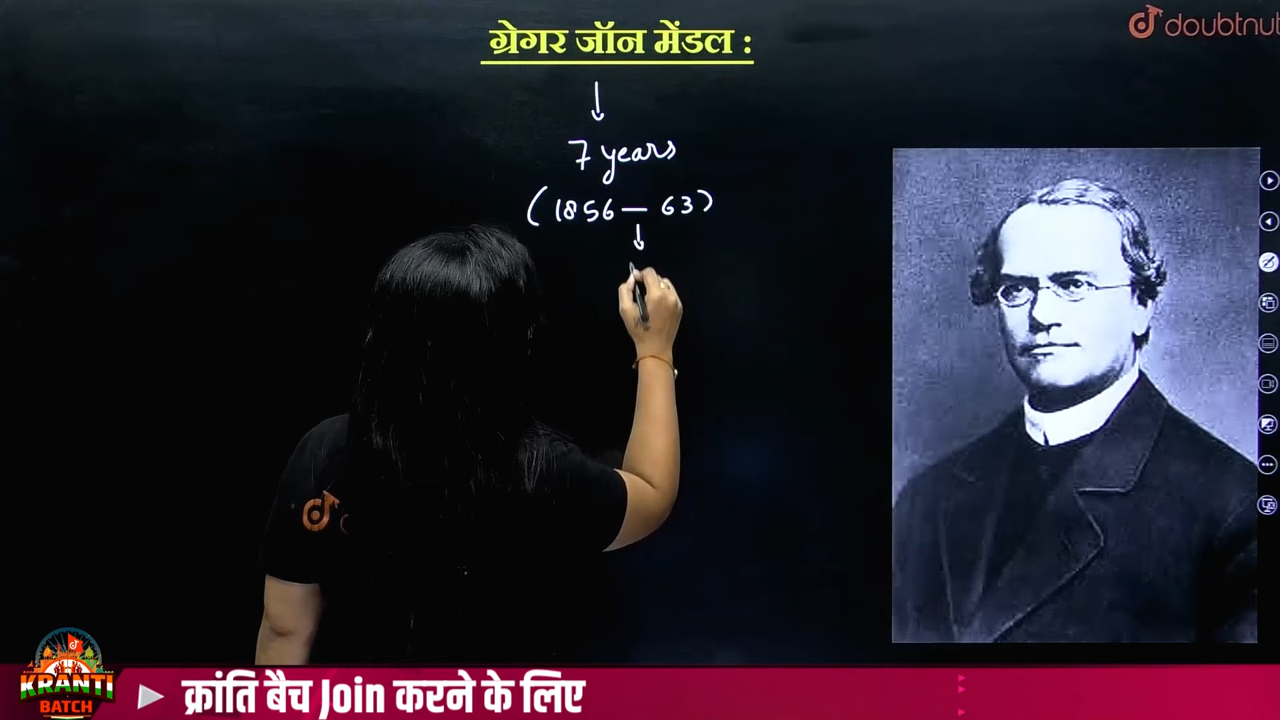 ग्रेगर जॉन मेंडल :
doubtnut
7 years
(1856 — 63)
KRANTI
BATCH
क्रांति बैच Join करने के लिए